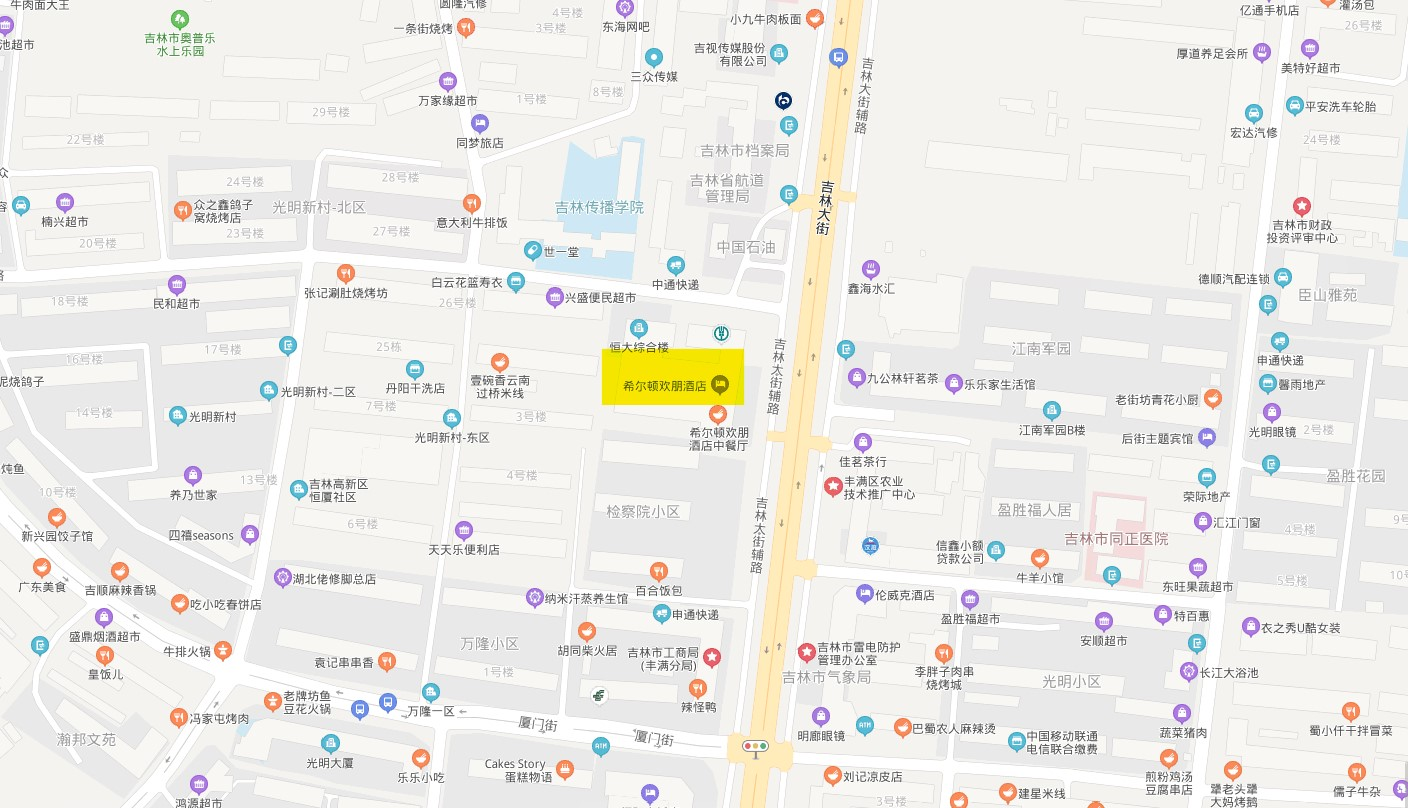 牛肉面大王
池超市
吉林市奥普乐
水上乐园
圆隆汽修
一条街烧烤
4号楼
3号楼
东海网吧
小九牛肉板面
吉视传媒股份
有限公司
三众传媒
万家缘超市
1号楼
8号楼
29号楼
22号楼
同梦旅店
吉林大街辅路
亿通手机店
灌汤包
26号楼
厚道养足会所
美特好超市
平安洗车轮胎
宏达汽修
24号楼
众
容
楠兴超市
20号楼
24号楼
众之鑫鸽子
窝烧烤店
23号楼
28号楼
光明新村-北区
27号楼
意大利牛排饭
吉林传播学院
世一堂
吉林市档案局
吉林省航道
管理局
中国石油
吉林大街
吉林市财政
投资评审中心
路
18号楼
民和超市
张记涮肚烧烤坊
白云花篮寿衣
26号楼
兴盛便民超市
中通快递
鑫海水汇
德顺汽配连锁
臣山雅苑
16号楼
17号楼
25栋
恒大综合楼
江南军园
申通快递
泥烧鸽子
14号楼
光明新村
光明新村-二区
丹阳干洗店
7号楼
壹碗香云南
过桥米线
3号楼
希尔顿欢朋酒店
希尔顿欢朋
酒店中餐厅
吉林大街辅路
九公林轩茗茶
乐乐家生活馆
江南军园B楼
老街坊青花小厨
馨雨地产
光明眼镜
2号楼
后街主题宾馆
光明新村-东区
炖鱼
10号楼
养乃世家
13号楼
吉林高新区
恒厦社区
4号楼
6号楼
佳茗茶行
丰满区农业
技术推广中心
检察院小区
盈胜福人居
荣际地产
盈胜花园
汇江门窗
4号楼
9号
新兴园饺子馆
四禧seasons
天天乐便利店
吉林大街辅路
汉庭
信鑫小额
贷款公司
吉林市同正医院
牛羊小馆
东旺果蔬超市
5号楼
10号
广东美食
吉顺麻辣香锅
吃小吃春饼店
湖北佬修脚总店
纳米汗蒸养生馆
百合饭包
申通快递
伦威克酒店
盈胜福超市
安顺超市
特百惠
衣之秀U酷女装
盛鼎烟酒超市
皇饭儿
牛排火锅
袁记串串香
万隆小区
1号楼
胡同柴火居
吉林市工商局
(丰满分局)
辣怪鸭
吉林市雷电防护
管理办公室
吉林市气象局
李胖子肉串
烧烤城
光明小区
长江大浴池
冯家屯烤肉
老牌坊鱼
豆花火锅
万隆一区
厦门街
厦门街
瀚邦文苑
光明大厦
乐乐小吃
Cakes Story
蛋糕物语
ATM
明廊眼镜
ATM
巴蜀农人麻辣烫
中国移动联通
电信联合缴费
蔬菜猪肉
蜀小仟干拌冒菜
鸿源超市
刘记凉皮店
3号楼
建星米线
煎粉鸡汤
豆腐串店
犟老头犟
大妈烤鹅
儒子牛杂